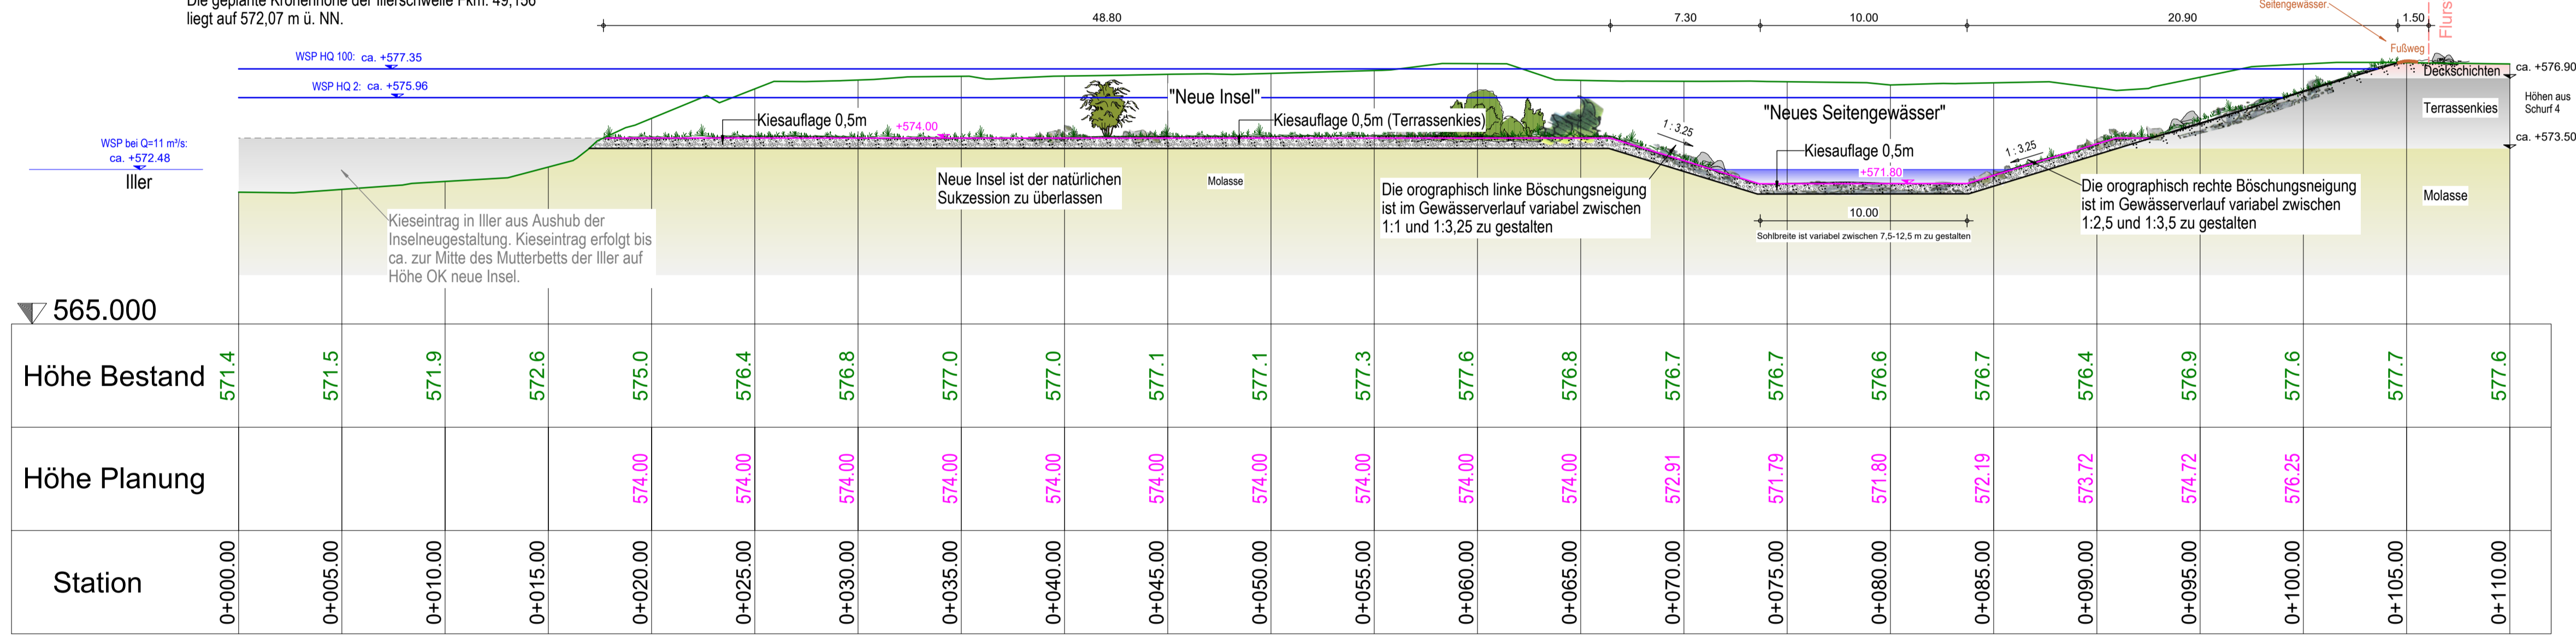 Die geplante Kronenhöhe der Illerschwelle Fkm. 49,156
liegt auf 572,07 m ü. NN.
48.80
7.30
10.00
20.90
1.50
Seitengewässer.
Flurs
Fußweg
WSP HQ 100: ca. +577.35
WSP HQ 2: ca. +575.96
WSP bei Q=11 m³/s:
ca. +572.48
Iller
"Neue Insel"
Kiesauflage 0,5m
+574.00
Kiesauflage 0,5m (Terrassenkies)
1 : 3.25
"Neues Seitengewässer"
Kiesauflage 0,5m
+571.80
1 : 3.25
Deckschichten
ca. +576.90
Terrassenkies
Höhen aus
Schurf 4
ca. +573.50
Molasse
Kieseintrag in Iller aus Aushub der
Inselneugestaltung. Kieseintrag erfolgt bis
ca. zur Mitte des Mutterbetts der Iller auf
Höhe OK neue Insel.
Neue Insel ist der natürlichen
Sukzession zu überlassen
Molasse
Die orographisch linke Böschungsneigung
ist im Gewässerverlauf variabel zwischen
1:1 und 1:3,25 zu gestalten
10.00
Sohlbreite ist variabel zwischen 7,5-12,5 m zu gestalten
Die orographisch rechte Böschungsneigung
ist im Gewässerverlauf variabel zwischen
1:2,5 und 1:3,5 zu gestalten
565.000
Höhe Bestand 571.4 571.5 571.9 572.6 575.0 576.4 576.8 577.0 577.0 577.1 577.1 577.3 577.6 576.8 576.7 576.7 576.6 576.7 576.4 576.9 577.6 577.7 577.6
Höhe Planung 574.00 574.00 574.00 574.00 574.00 574.00 574.00 574.00 574.00 574.00 572.91 571.79 571.80 572.19 573.72 574.72 576.25
Station 0+000.00 0+005.00 0+010.00 0+015.00 0+020.00 0+025.00 0+030.00 0+035.00 0+040.00 0+045.00 0+050.00 0+055.00 0+060.00 0+065.00 0+070.00 0+075.00 0+080.00 0+085.00 0+090.00 0+095.00 0+100.00 0+105.00 0+110.00